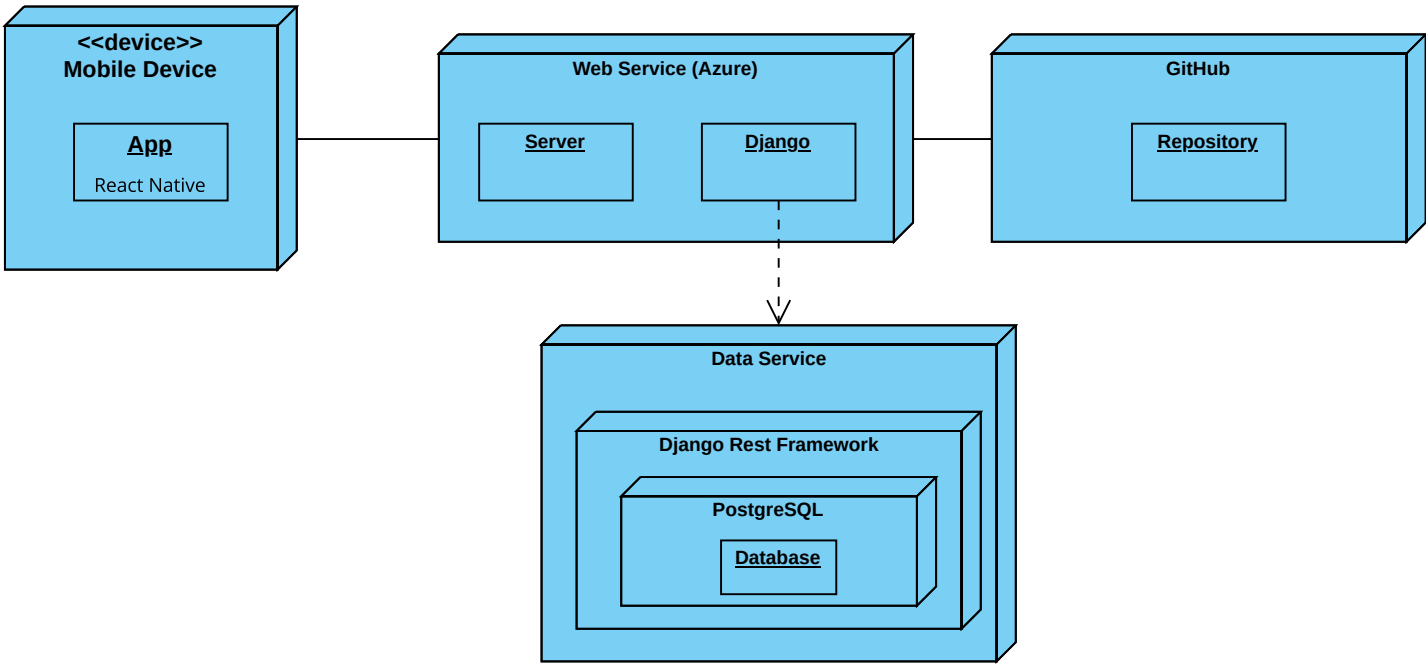 <<device>>
Mobile Device
App
React Native
Web Service (Azure)
Server
Django
GitHub
Repository
Data Service
Django Rest Framework
PostgreSQL
Database